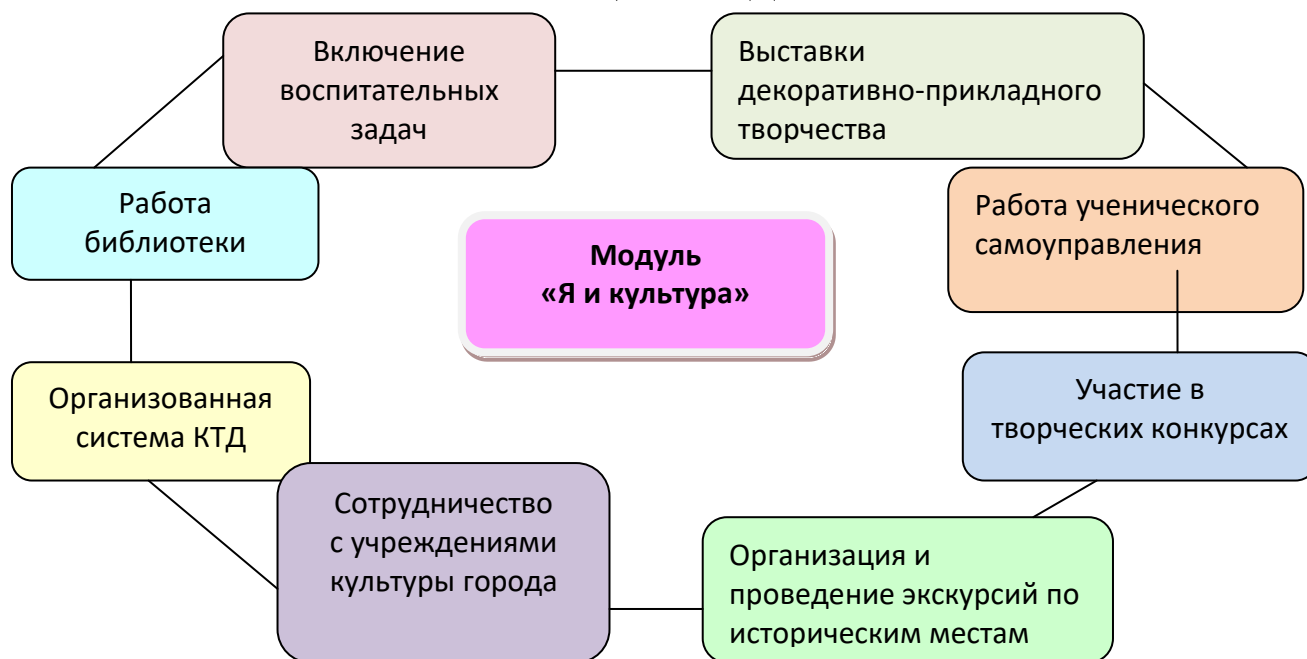 Включение
воспитательных
задач
Выставки
декоративно-прикладного
творчества
Работа
библиотеки
Модуль
«Я и культура»
Работа ученического
самоуправления
Организованная
система КТД
Участие в
творческих конкурсах
Сотрудничество
с учреждениями
культуры города
Организация и
проведение экскурсий по
историческим местам